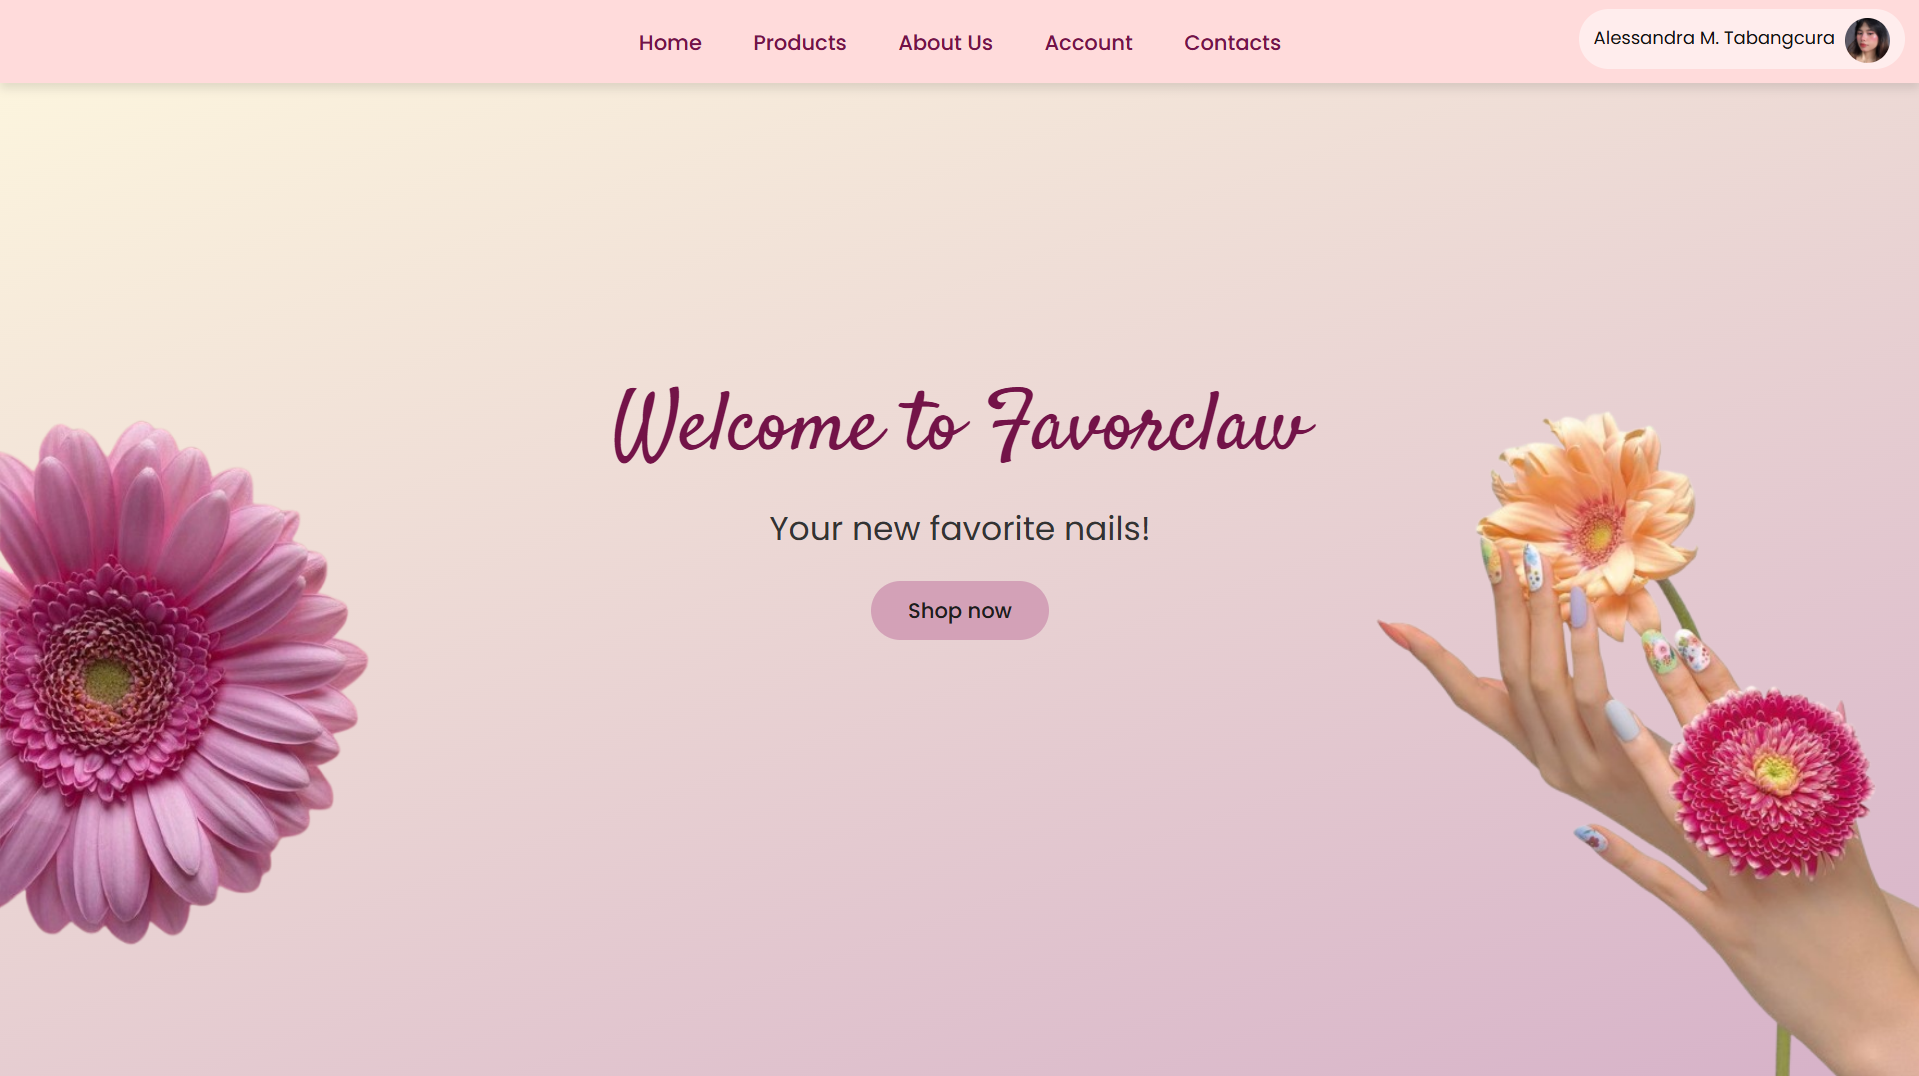 Home Products About Us Account Contacts Alessandra M. Tabangcura
Welcome to Favorclaw
Your new favorite nails!
Shop now